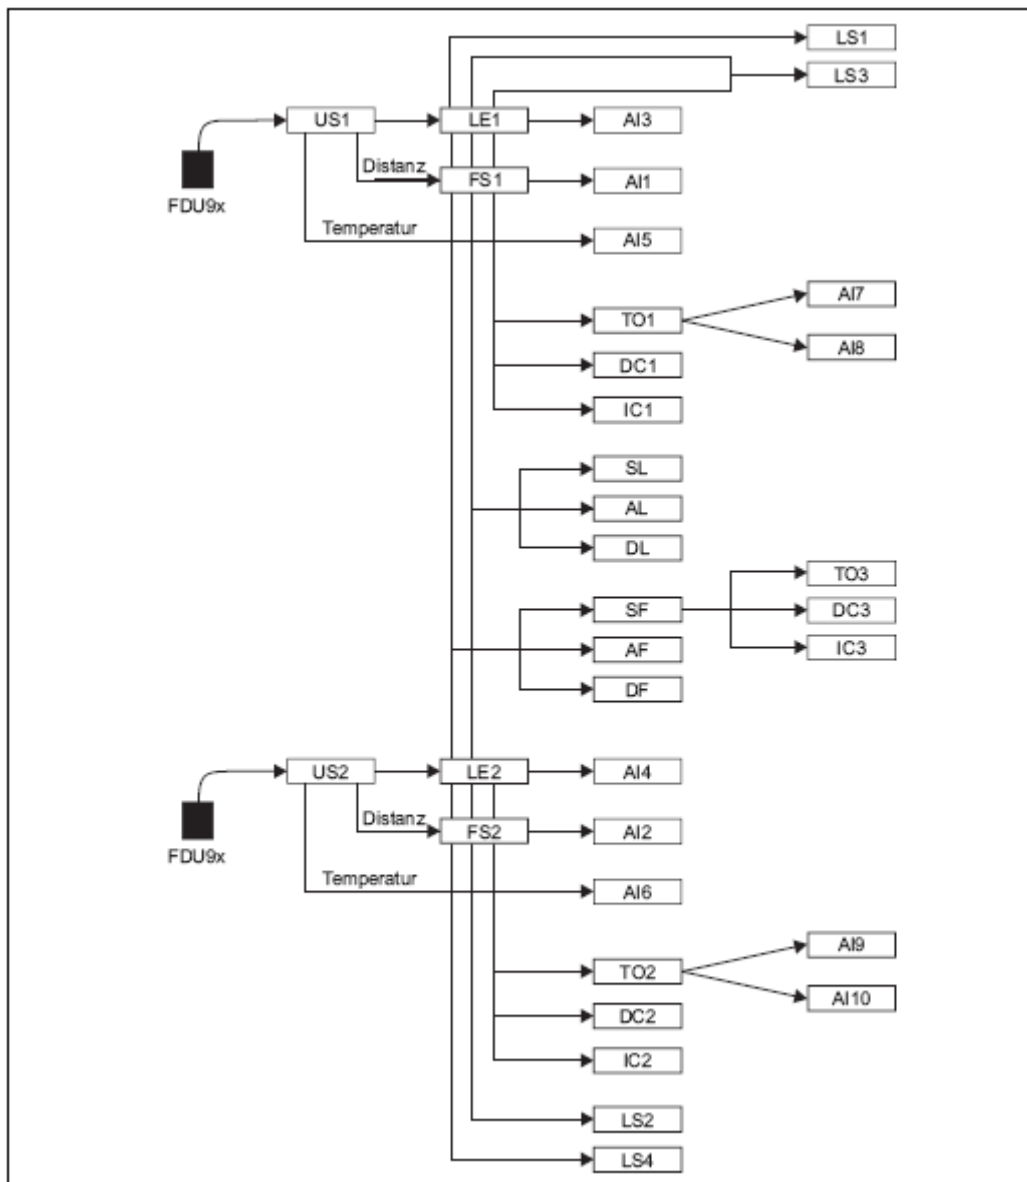 LS1
LS3
US1
LE1
AI3
Distanz
FS1
AI1
FDU9x
Temperatur
AI5
AI7
TO1
AI8
DC1
IC1
SL
AL
DL
TO3
SF
DC3
AF
IC3
DF
US2
LE2
AI4
Distanz
FS2
AI2
FDU9x
Temperatur
AI6
AI9
TO2
AI10
DC2
IC2
LS2
LS4